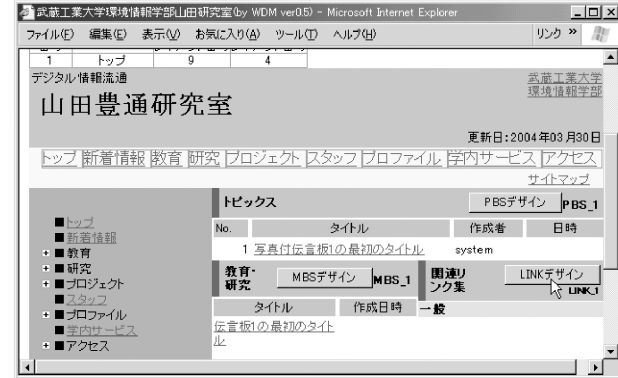 武蔵工業大学環境情報学部山田研究室(by WDM ver0.5) - Microsoft Internet Explorer
ファイル(F) 編集(E) 表示(V) お気に入り(A) ツール(T) ヘルプ(H) リンク »
1 トップ 9 4
デジタル情報流通
武蔵工業大学
環境情報学部
山田豊通研究室
更新日:2004年03月30日
トップ 新着情報 教育 研究 プロジェクト スタッフ プロファイル 学内サービス アクセス
サイトマップ
■トップ
■新着情報
+ ■教育
+ ■研究
+ ■プロジェクト
■スタッフ
+ ■プロファイル
■学内サービス
+ ■アクセス
トピックス PBSデザイン PBS_1
No. タイトル 作成者 日時
1 写真付伝言板1の最初のタイトル system
教育・
研究
MBSデザイン MBS_1
関連リ
ンク集
LINKデザイン
LINK_1
タイトル 作成日時 一般
伝言板1の最初のタイト
ル